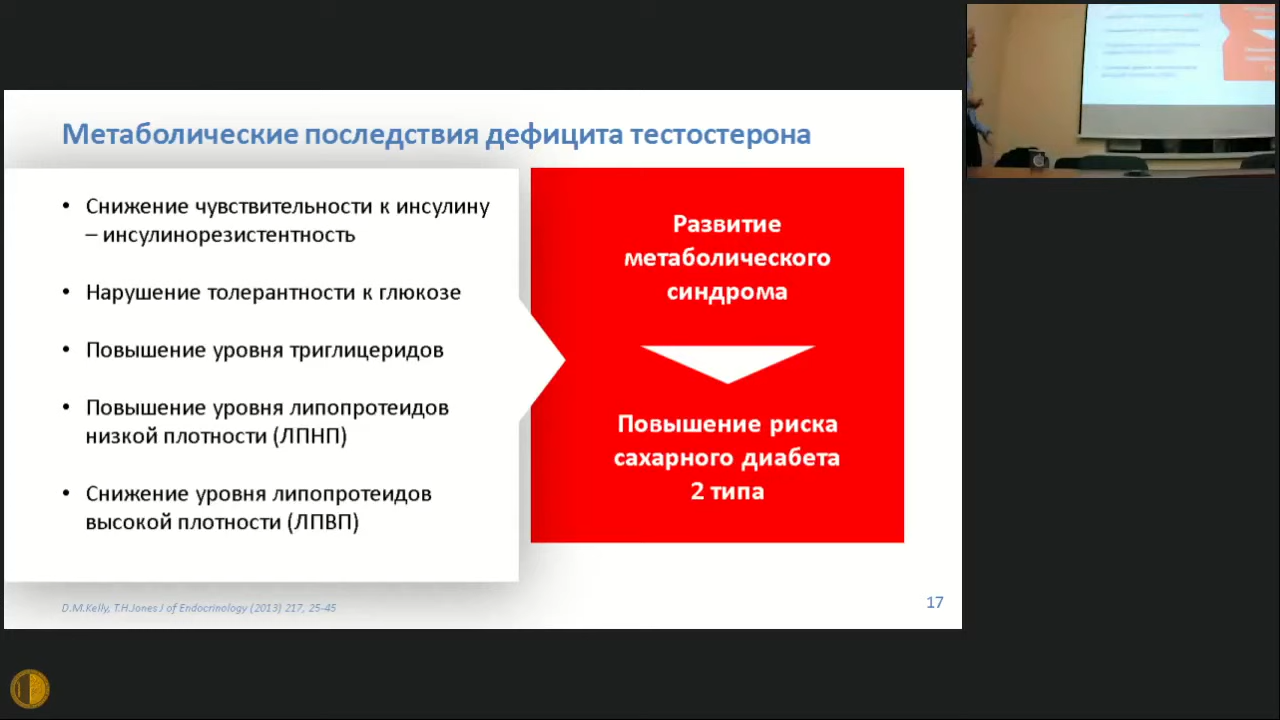 Метаболические последствия дефицита тестостерона
• Снижение чувствительности к инсулину
– инсулинорезистентность
• Нарушение толерантности к глюкозе
• Повышение уровня триглицеридов
• Повышение уровня липопротеидов
низкой плотности (ЛПНП)
• Снижение уровня липопротеидов
высокой плотности (ЛПВП)
Развитие
метаболического
синдрома
Повышение риска
сахарного диабета
2 типа
D.M.Kelly, T.H.Jones J of Endocrinology (2013) 217, 25-45
17